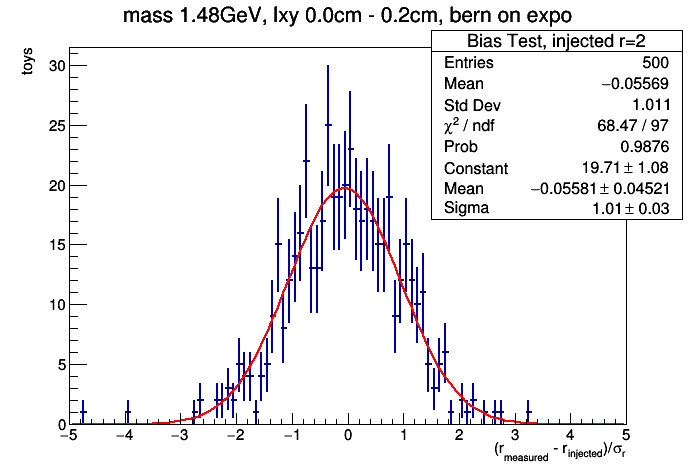 mass 1.48GeV, lxy 0.0cm - 0.2cm, bern on expo
Bias Test, injected r=2
Entries 500
Mean −0.05569
Std Dev 1.011
χ² / ndf 68.47 / 97
Prob 0.9876
Constant 19.71 ± 1.08
Mean −0.05581 ± 0.04521
Sigma 1.01 ± 0.03
toys
30
25
20
15
10
5
0
−5 −4 −3 −2 −1 0 1 2 3 4 5
(r_measured - r_injected)/σ_r